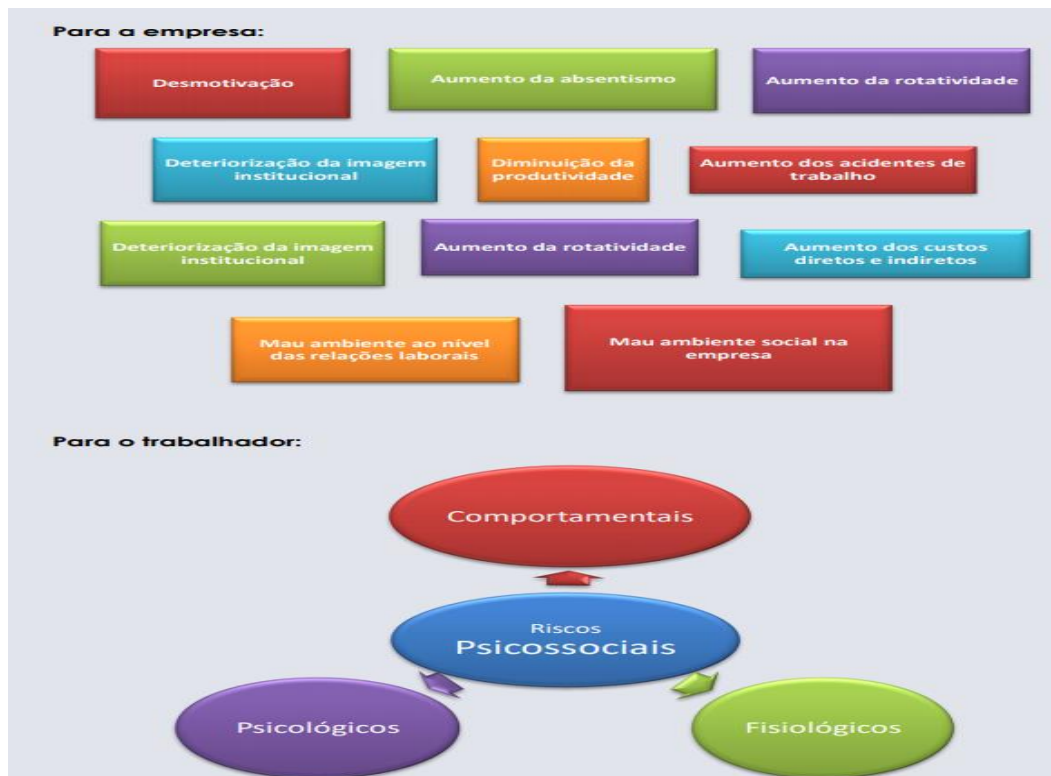 Para a empresa:
Desmotivação
Aumento da absentismo
Aumento da rotatividade
Deteriorização da imagem
institucional
Diminuição da
produtividade
Aumento dos acidentes de
trabalho
Deteriorização da imagem
institucional
Aumento da rotatividade
Aumento dos custos
diretos e indiretos
Mau ambiente ao nível
das relações laborais
Mau ambiente social na
empresa
Para o trabalhador:
Comportamentais
Riscos
Psicossociais
Psicológicos
Fisiológicos